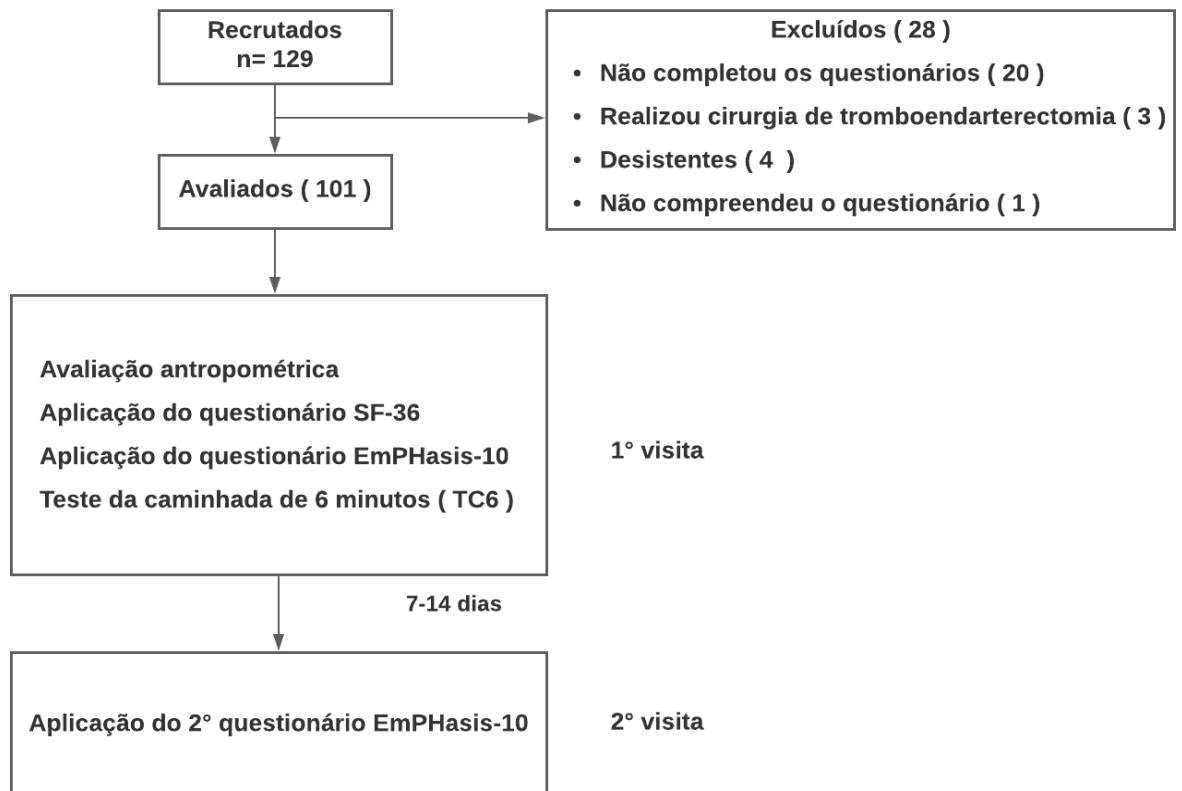 Recrutados
n= 129
Excluídos ( 28 )
• Não completou os questionários ( 20 )
• Realizou cirurgia de tromboendarterectomia ( 3 )
• Desistentes ( 4  )
• Não compreendeu o questionário ( 1 )
Avaliados ( 101 )
Avaliação antropométrica
Aplicação do questionário SF-36
Aplicação do questionário EmPHasis-10
Teste da caminhada de 6 minutos ( TC6 )
1° visita
7-14 dias
Aplicação do 2° questionário EmPHasis-10
2° visita